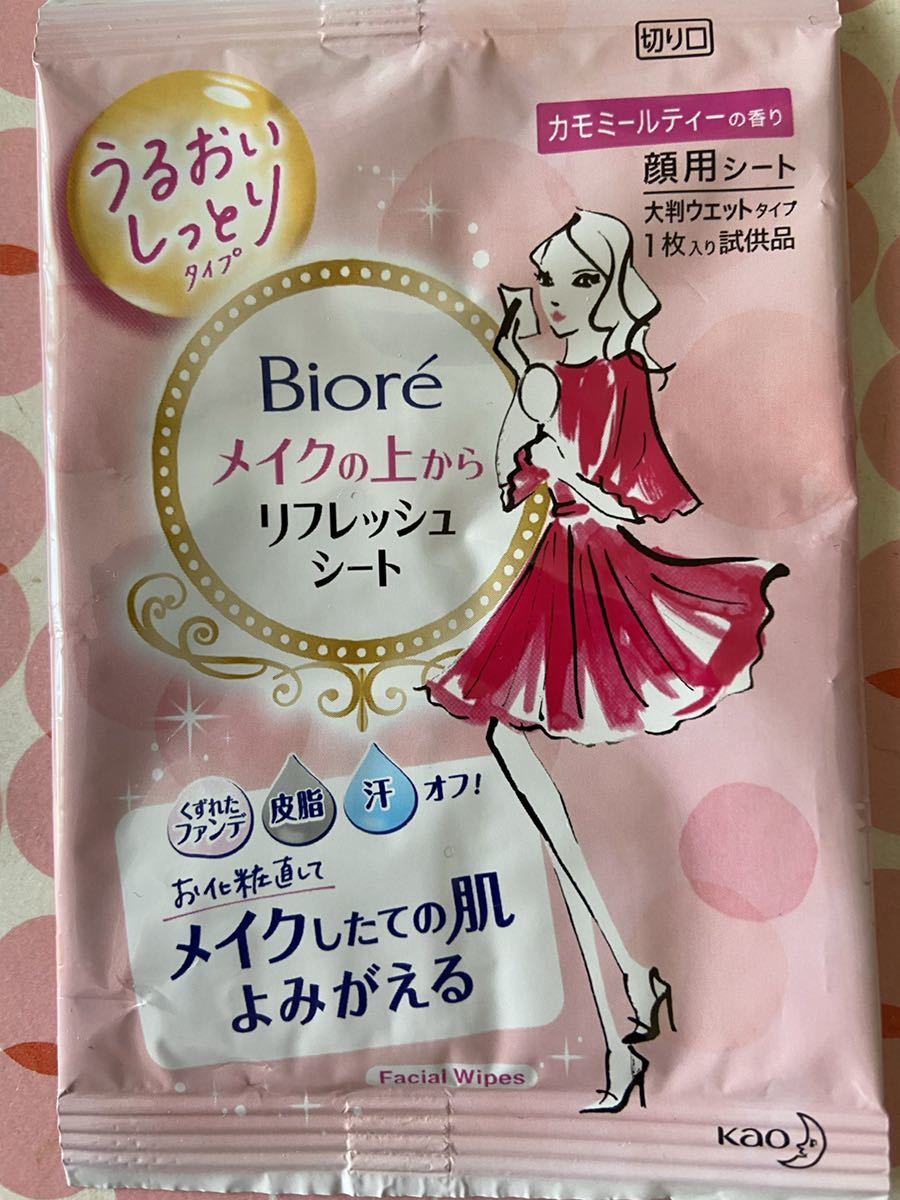 切り口
うるおい
しっとり
タイプ
カモミールティーの香り
顔用シート
大判ウエットタイプ
1枚入り試供品
Bioré
メイクの上から
リフレッシュ
シート
くずれた
ファンデ
皮脂
汗
オフ!
お化粧直して
メイクしたての肌
よみがえる
Facial Wipes
Kao